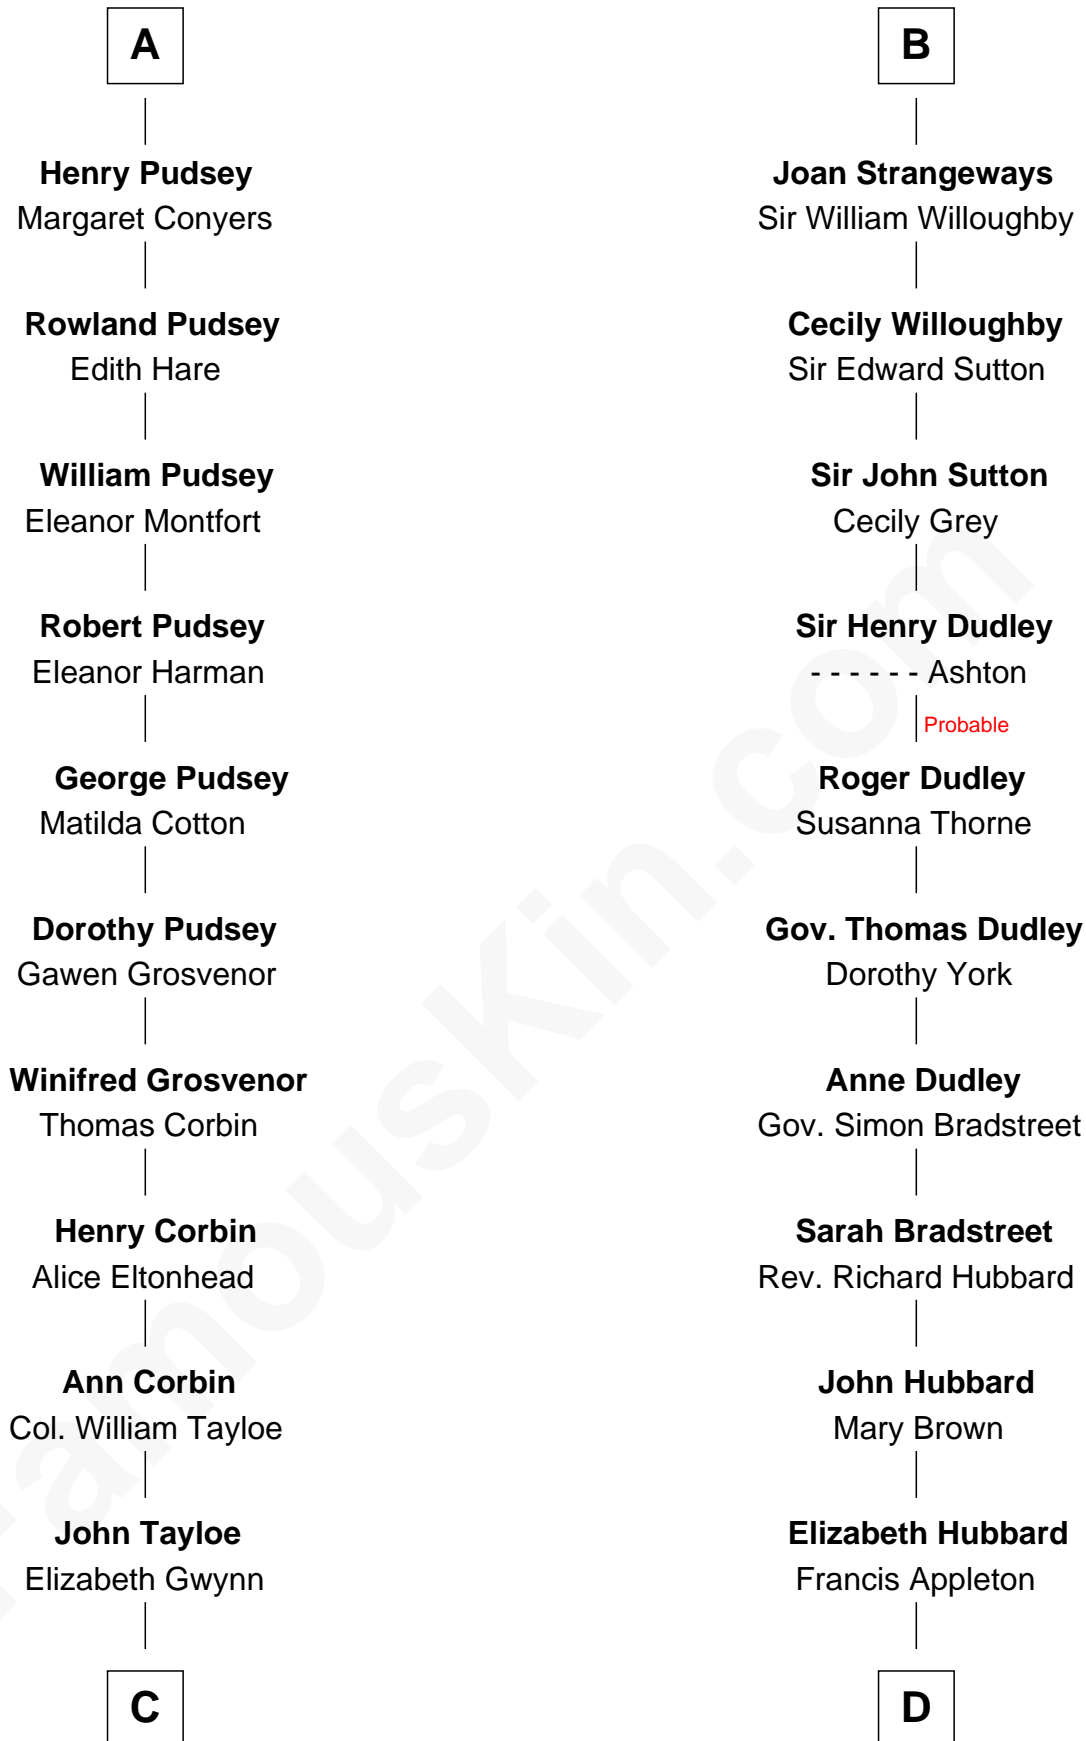 A
Henry Pudsey
Margaret Conyers
Rowland Pudsey
Edith Hare
William Pudsey
Eleanor Montfort
Robert Pudsey
Eleanor Harman
George Pudsey
Matilda Cotton
Dorothy Pudsey
Gawen Grosvenor
Winifred Grosvenor
Thomas Corbin
Henry Corbin
Alice Eltonhead
Ann Corbin
Col. William Tayloe
John Tayloe
Elizabeth Gwynn
C
B
Joan Strangeways
Sir William Willoughby
Cecily Willoughby
Sir Edward Sutton
Sir John Sutton
Cecily Grey
Sir Henry Dudley
- - - - - - Ashton
Probable
Roger Dudley
Susanna Thorne
Gov. Thomas Dudley
Dorothy York
Anne Dudley
Gov. Simon Bradstreet
Sarah Bradstreet
Rev. Richard Hubbard
John Hubbard
Mary Brown
Elizabeth Hubbard
Francis Appleton
D
FamousKin.com